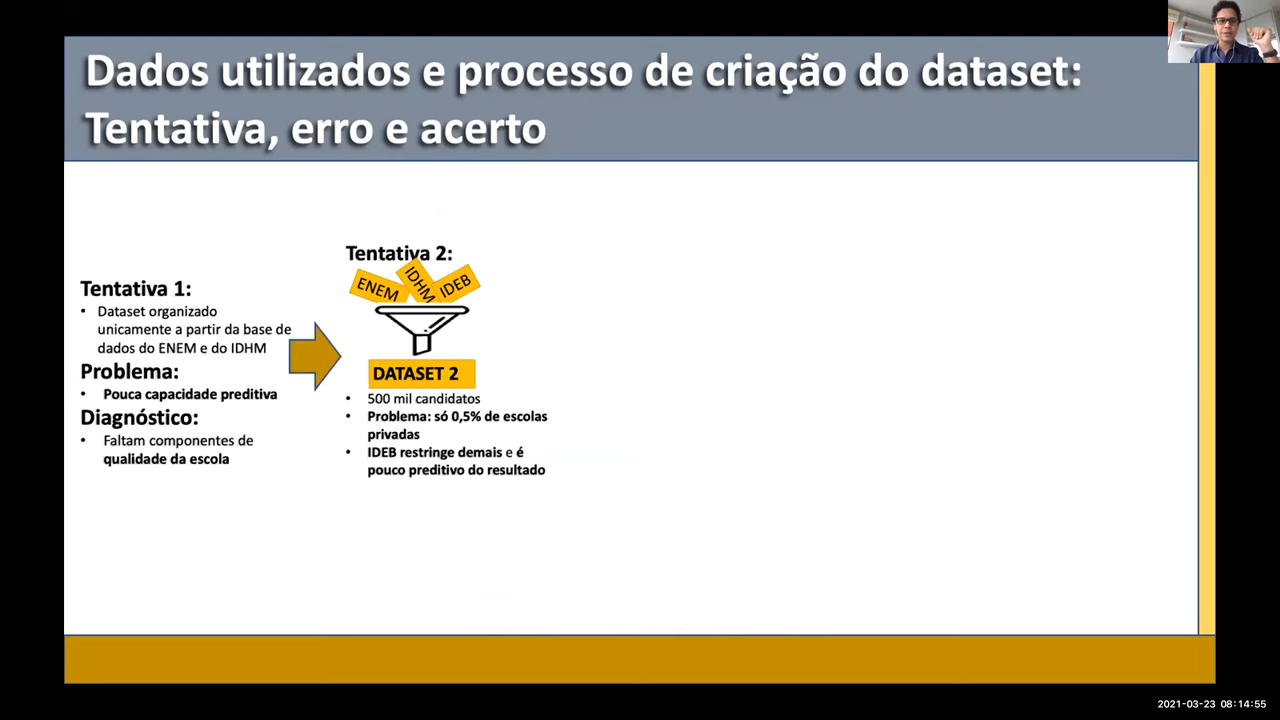 Dados utilizados e processo de criação do dataset:
Tentativa, erro e acerto
Tentativa 1:
• Dataset organizado
unicamente a partir da base de
dados do ENEM e do IDHM
Problema:
• Pouca capacidade preditiva
Diagnóstico:
• Faltam componentes de
qualidade da escola
Tentativa 2:
ENEM
IDHM
IDEB
DATASET 2
• 500 mil candidatos
• Problema: só 0,5% de escolas
privadas
• IDEB restringe demais e é
pouco preditivo do resultado
2021-03-23 08:14:55